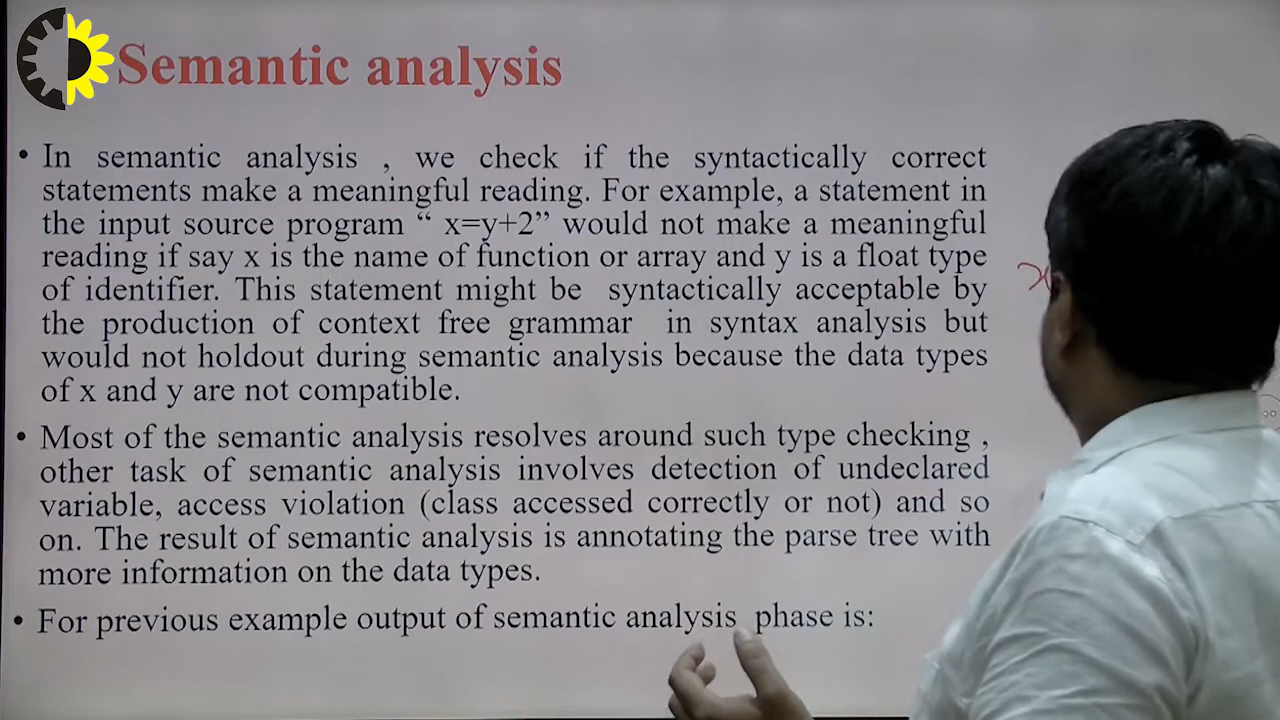 Semantic analysis
• In semantic analysis , we check if the syntactically correct
statements make a meaningful reading. For example, a statement in
the input source program “ x=y+2” would not make a meaningful
reading if say x is the name of function or array and y is a float type
of identifier. This statement might be syntactically acceptable by
the production of context free grammar in syntax analysis but
would not holdout during semantic analysis because the data types
of x and y are not compatible.
• Most of the semantic analysis resolves around such type checking ,
other task of semantic analysis involves detection of undeclared
variable, access violation (class accessed correctly or not) and so
on. The result of semantic analysis is annotating the parse tree with
more information on the data types.
• For previous example output of semantic analysis phase is: